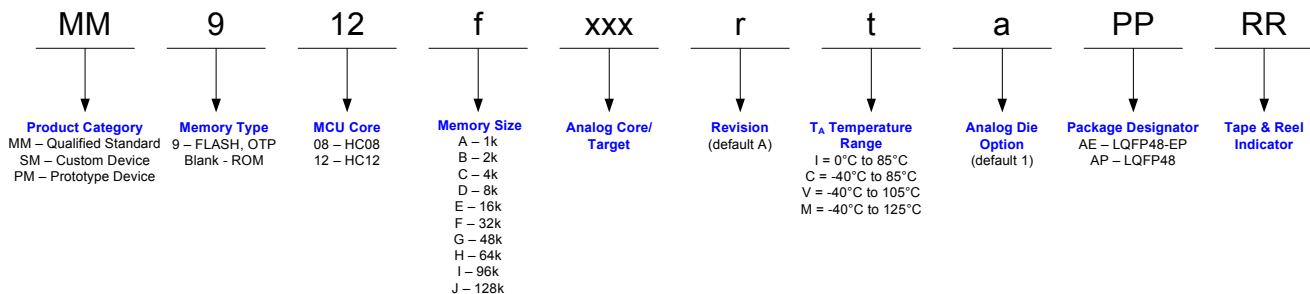 MM 9 12 f xxx r t a PP RR
Product Category
MM – Qualified Standard
SM – Custom Device
PM – Prototype Device
Memory Type
9 – FLASH, OTP
Blank - ROM
MCU Core
08 – HC08
12 – HC12
Memory Size
A – 1k
B – 2k
C – 4k
D – 8k
E – 16k
F – 32k
G – 48k
H – 64k
I – 96k
J – 128k
Analog Core/
Target
Revision
(default A)
TA Temperature
Range
I = 0°C to 85°C
C = -40°C to 85°C
V = -40°C to 105°C
M = -40°C to 125°C
Analog Die
Option
(default 1)
Package Designator
AE – LQFP48-EP
AP – LQFP48
Tape & Reel
Indicator